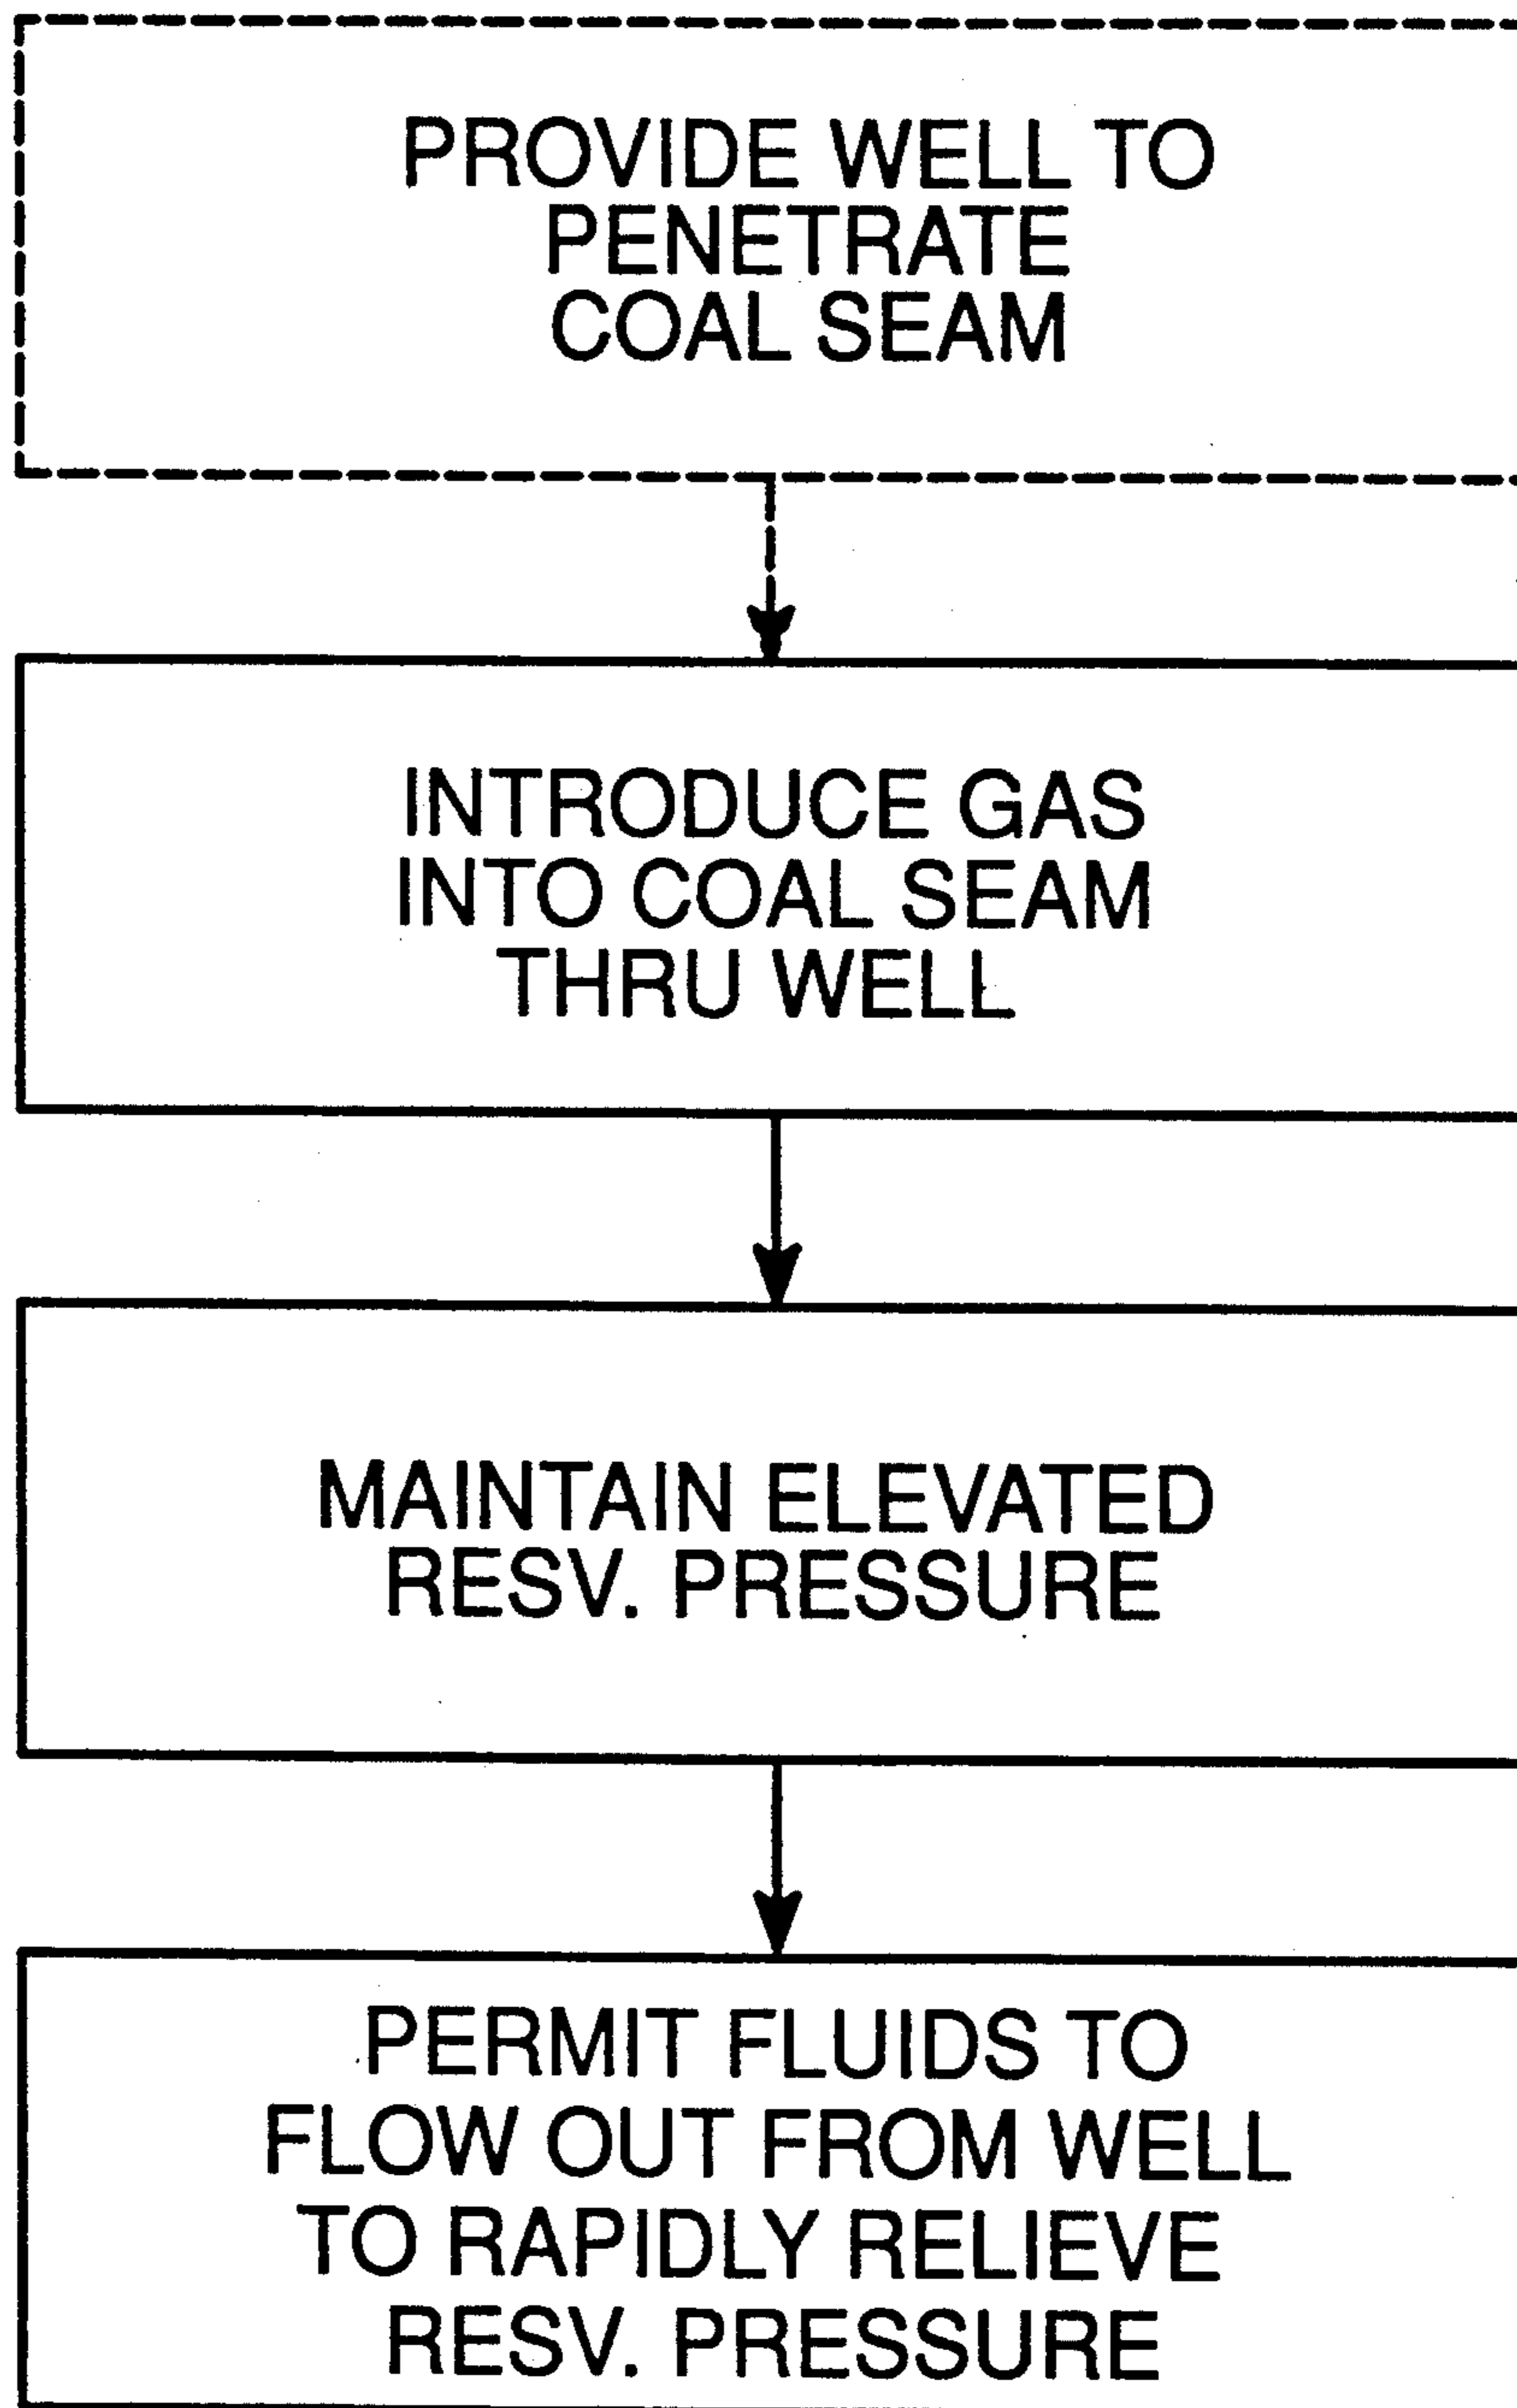 PROVIDE WELL TO
PENETRATE
COAL SEAM
INTRODUCE GAS
INTO COAL SEAM
THRU WELL
MAINTAIN ELEVATED
RESV. PRESSURE
PERMIT FLUIDS TO
FLOW OUT FROM WELL
TO RAPIDLY RELIEVE
RESV. PRESSURE